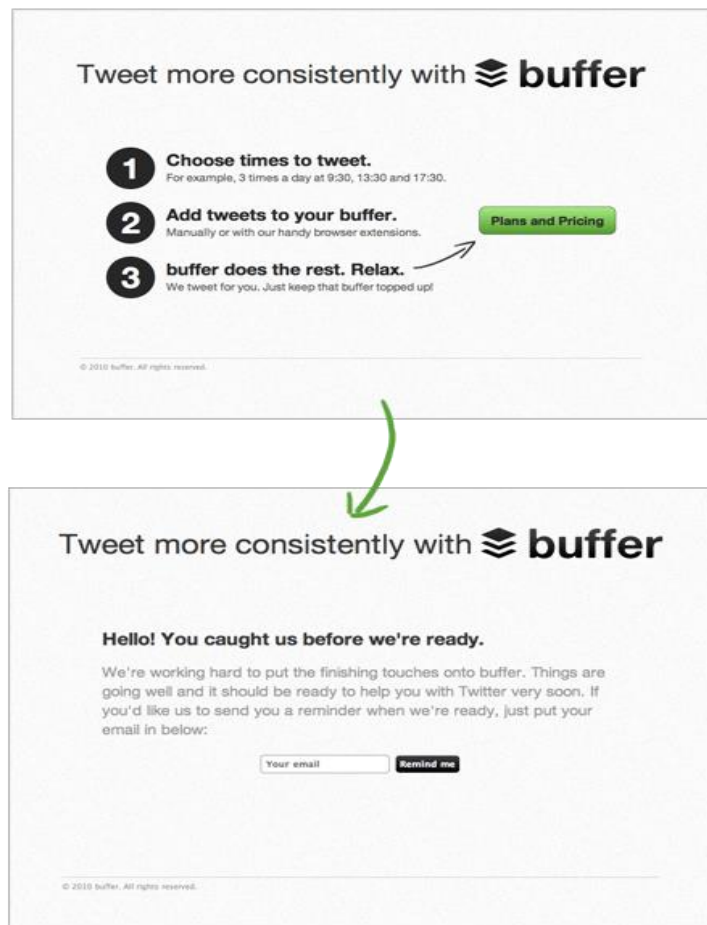 Tweet more consistently with buffer
1 Choose times to tweet.
For example, 3 times a day at 9:30, 13:30 and 17:30.
2 Add tweets to your buffer.
Manually or with our handy browser extensions.
Plans and Pricing
3 buffer does the rest. Relax.
We tweet for you. Just keep that buffer topped up!
© 2010 buffer. All rights reserved.
Tweet more consistently with buffer
Hello! You caught us before we're ready.
We're working hard to put the finishing touches onto buffer. Things are
going well and it should be ready to help you with Twitter very soon. If
you'd like us to send you a reminder when we're ready, just put your
email in below:
Your email Remind me
© 2010 buffer. All rights reserved.